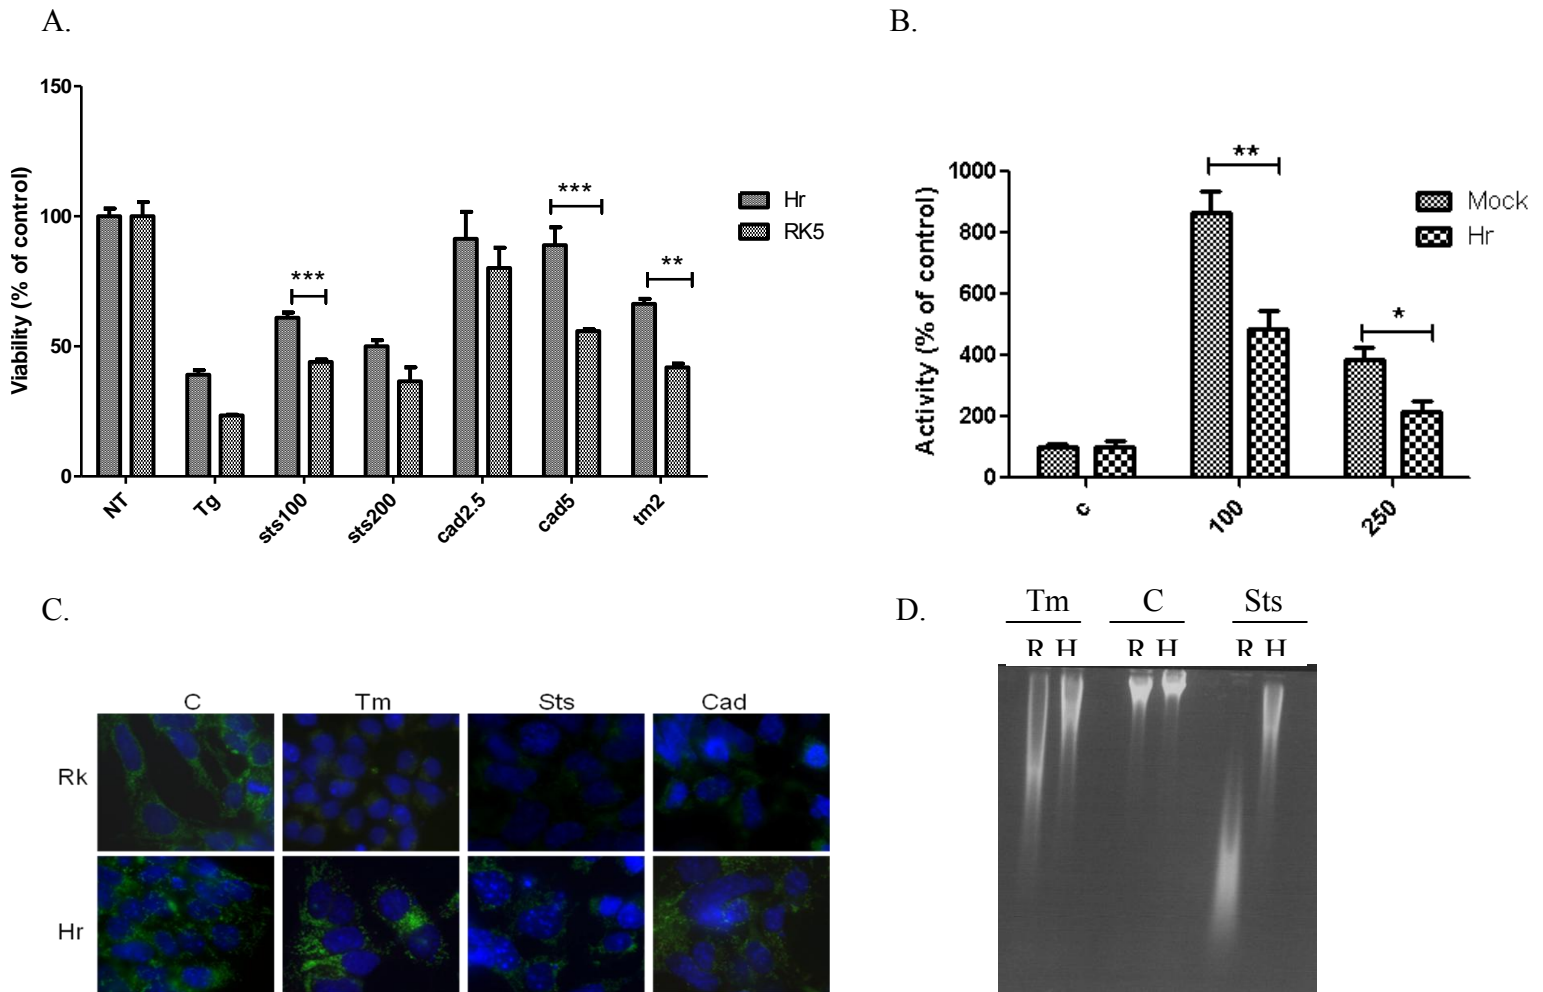 A.
Viability (% of control)
150
100
50
0
***
***
**
NT
Tg
sts100
sts200
cad2.5
cad5
tm2
Hr
RK5
B.
Activity (% of control)
1000
800
600
400
200
0
**
*
c
100
250
Mock
Hr
C.
C Tm Sts Cad
Rk
Hr
D.
Tm C Sts
R H R H R H